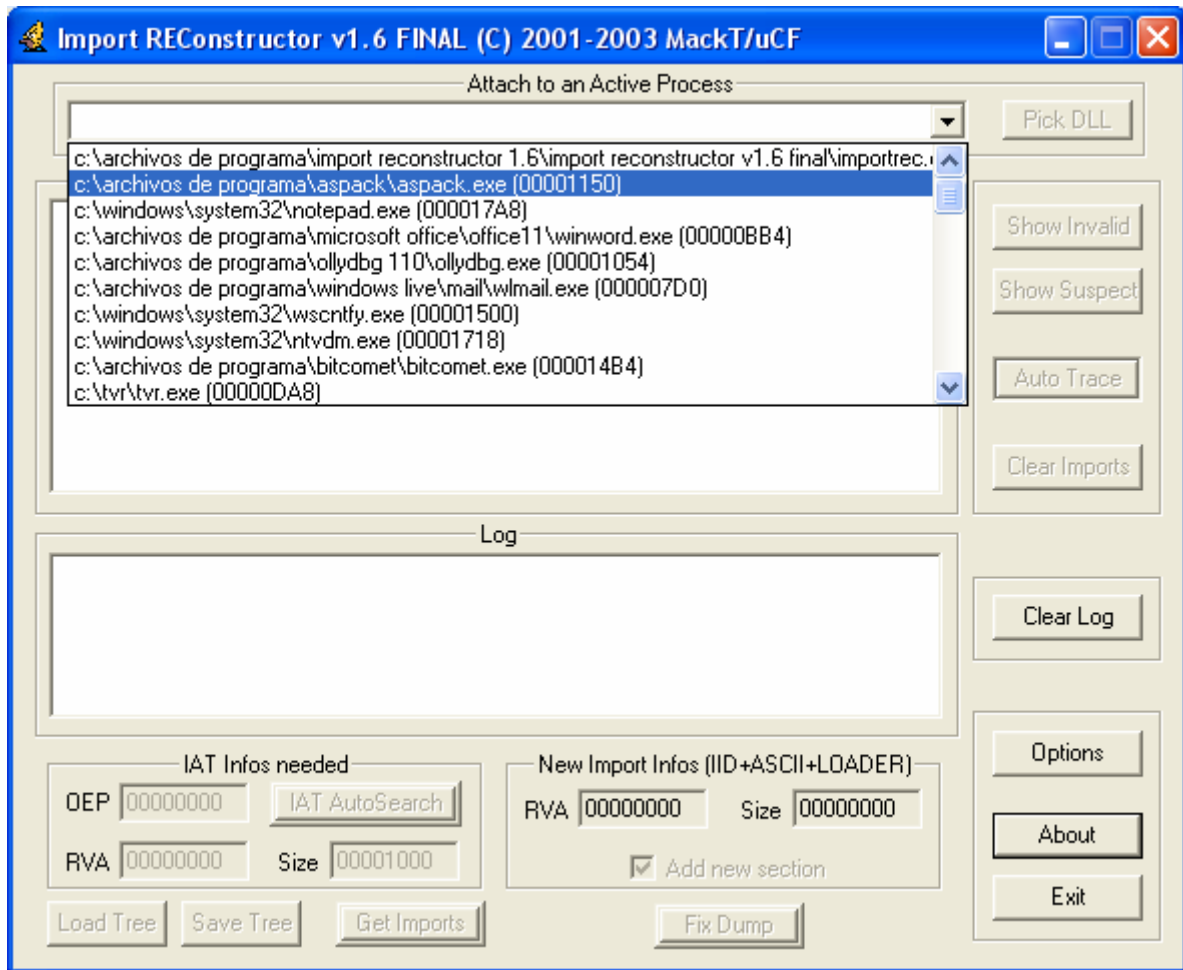 Import REConstructor v1.6 FINAL (C) 2001-2003 MackT/uCF
Attach to an Active Process
Pick DLL
c:\archivos de programa\import reconstructor 1.6\import reconstructor v1.6 final\importrec.
c:\archivos de programa\aspack\aspack.exe (00001150)
c:\windows\system32\notepad.exe (000017A8)
c:\archivos de programa\microsoft office\office11\winword.exe (00000BB4)
c:\archivos de programa\ollydbg 110\ollydbg.exe (00001054)
c:\archivos de programa\windows live\mail\wlmail.exe (000007D0)
c:\windows\system32\wscntfy.exe (00001500)
c:\windows\system32\ntvdm.exe (00001718)
c:\archivos de programa\bitcomet\bitcomet.exe (000014B4)
c:\tvr\tvr.exe (00000DA8)
Show Invalid
Show Suspect
Auto Trace
Clear Imports
Log
Clear Log
IAT Infos needed
OEP 00000000 IAT AutoSearch
RVA 00000000 Size 00001000
New Import Infos (IID+ASCII+LOADER)
RVA 00000000 Size 00000000
Add new section
Options
About
Exit
Load Tree Save Tree Get Imports Fix Dump